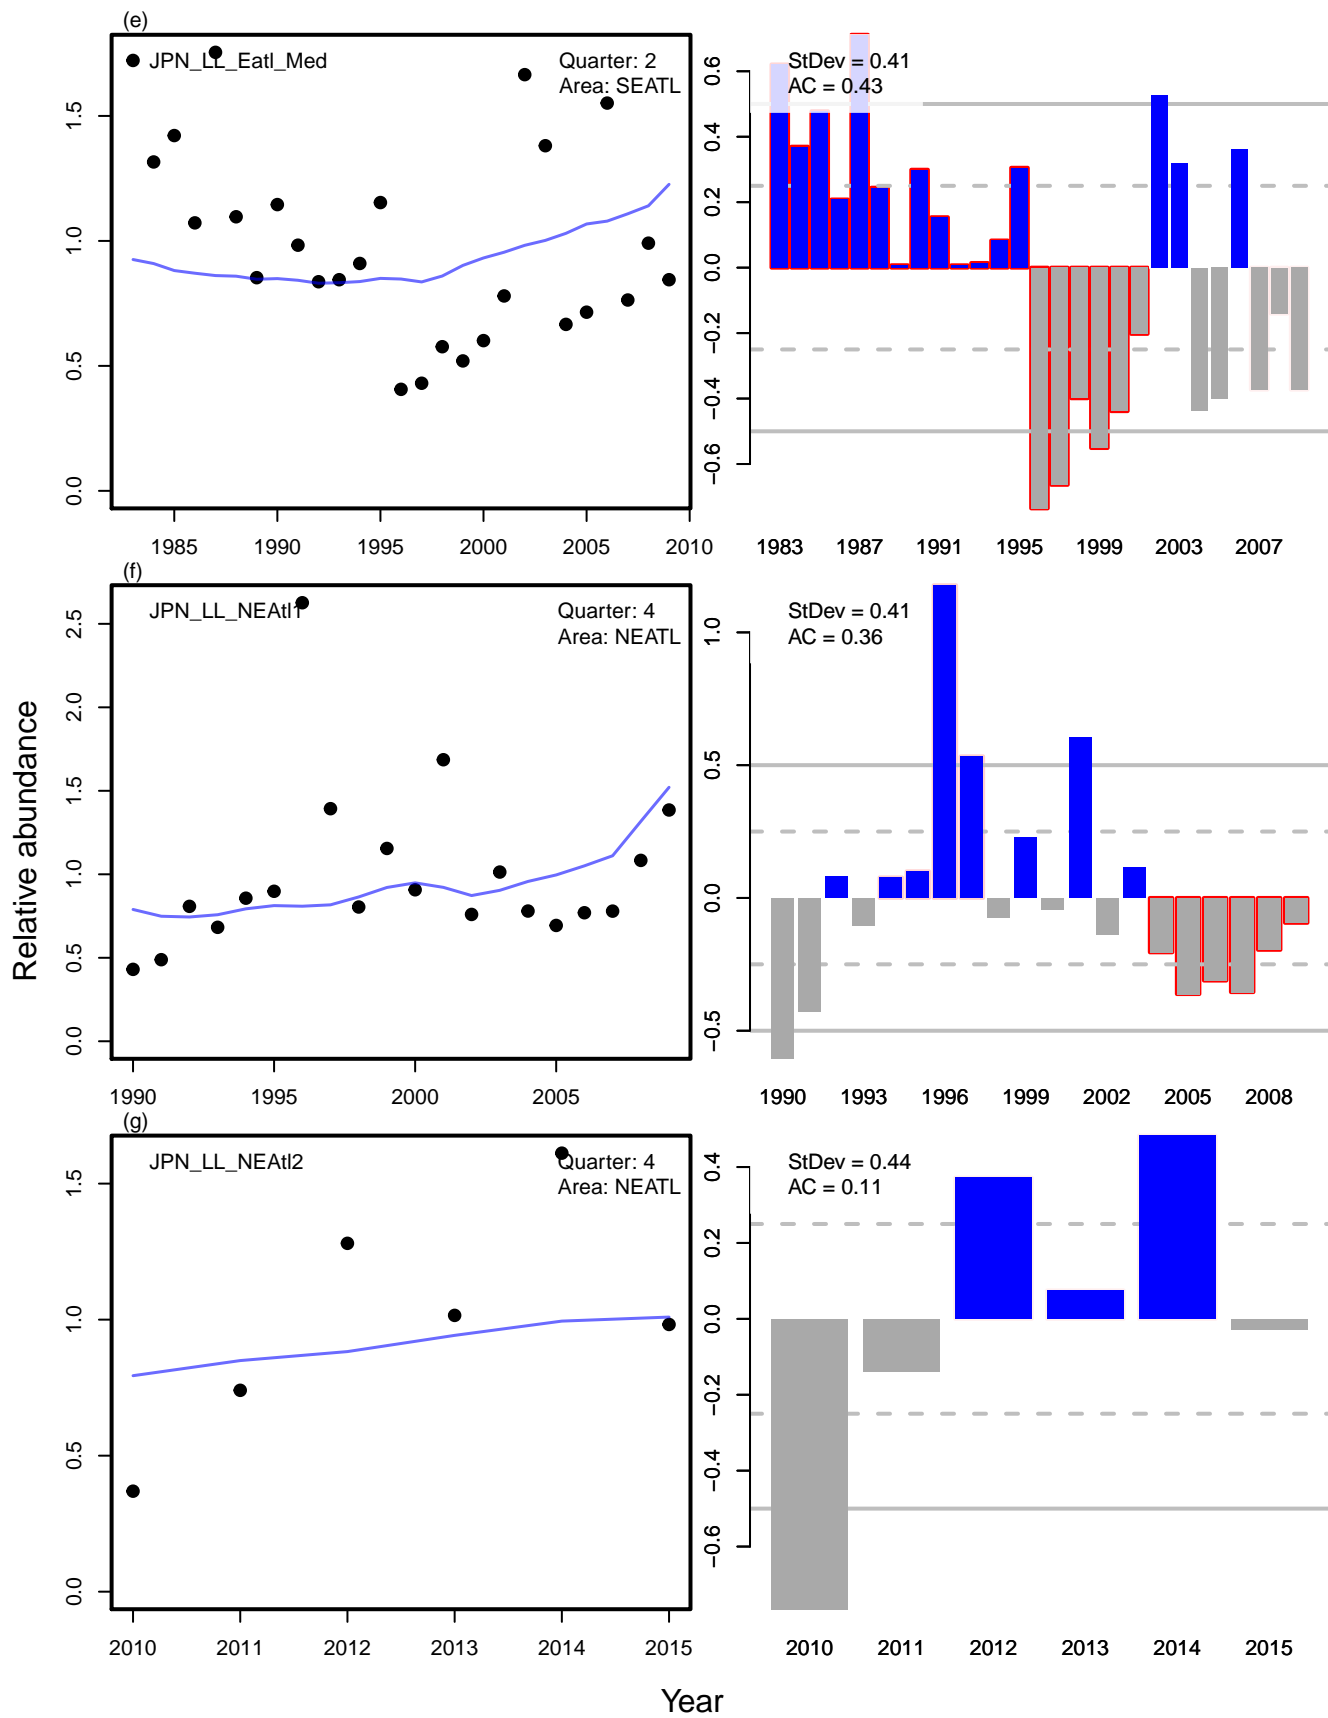 (e)
JPN_LL_Eatl_Med
Quarter: 2
Area: SEATL
0.0
0.5
1.0
1.5
1985 1990 1995 2000 2005 2010
StDev = 0.41
AC = 0.43
0.6
0.4
0.2
0.0
−0.2
−0.4
−0.6
1983 1987 1991 1995 1999 2003 2007
(f)
JPN_LL_NEAtl1
Quarter: 4
Area: NEATL
0.0
0.5
1.0
1.5
2.0
2.5
1990 1995 2000 2005
StDev = 0.41
AC = 0.36
1.0
0.5
0.0
−0.5
1990 1993 1996 1999 2002 2005 2008
(g)
JPN_LL_NEAtl2
Quarter: 4
Area: NEATL
0.0
0.5
1.0
1.5
2010 2011 2012 2013 2014 2015
StDev = 0.44
AC = 0.11
0.4
0.2
0.0
−0.2
−0.4
−0.6
2010 2011 2012 2013 2014 2015
Relative abundance
Year